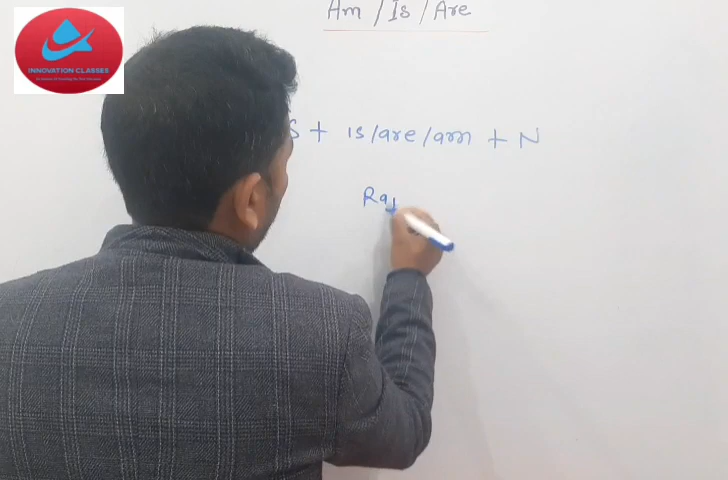 Am / Is / Are
INNOVATION CLASSES
S + is/are/am + N
Ra